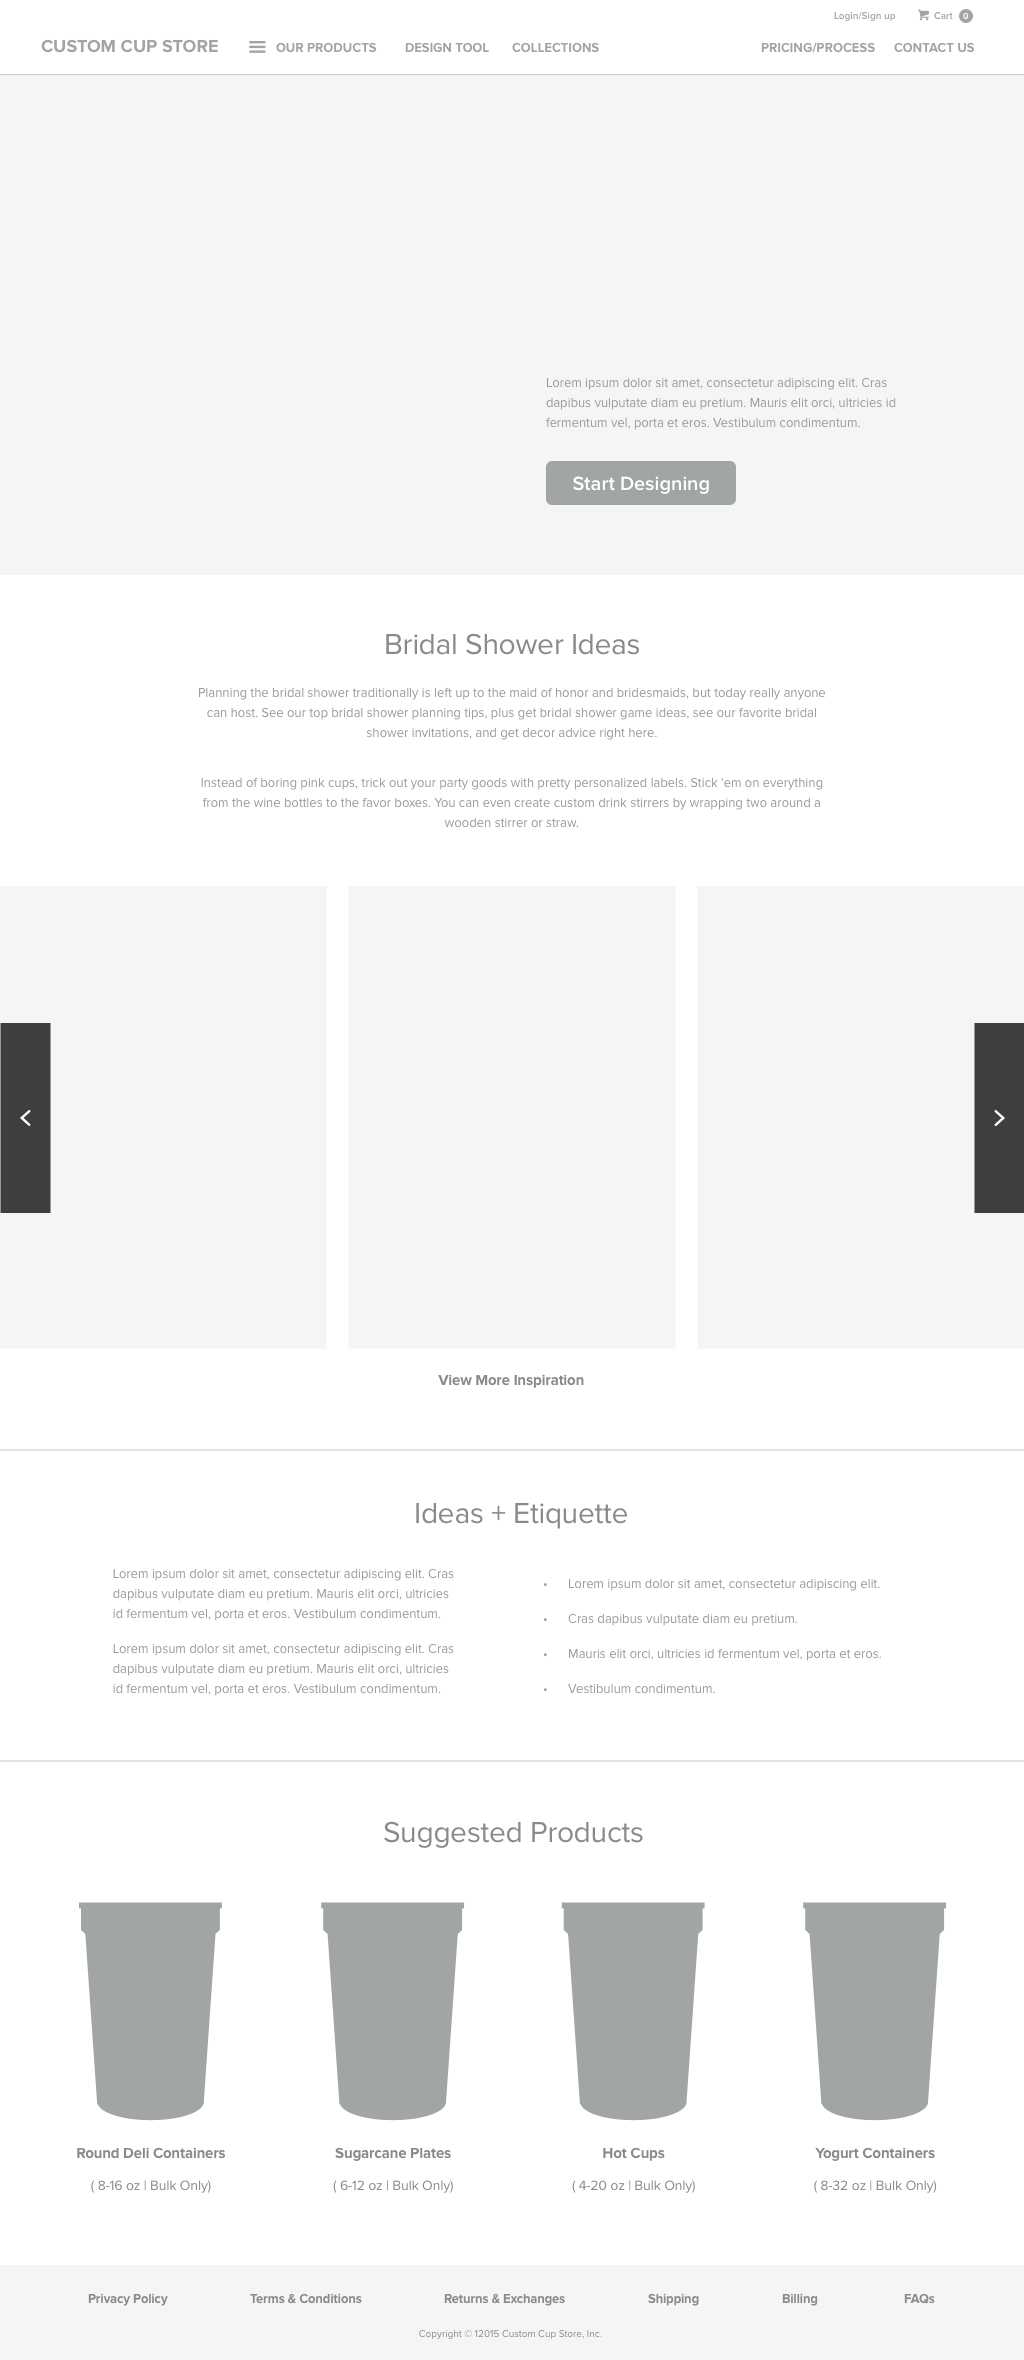 Login/Sign up Cart 0
CUSTOM CUP STORE OUR PRODUCTS DESIGN TOOL COLLECTIONS PRICING/PROCESS CONTACT US
Lorem ipsum dolor sit amet, consectetur adipiscing elit. Cras
dapibus vulputate diam eu pretium. Mauris elit orci, ultricies id
fermentum vel, porta et eros. Vestibulum condimentum.
Start Designing
Bridal Shower Ideas
Planning the bridal shower traditionally is left up to the maid of honor and bridesmaids, but today really anyone
can host. See our top bridal shower planning tips, plus get bridal shower game ideas, see our favorite bridal
shower invitations, and get decor advice right here.
Instead of boring pink cups, trick out your party goods with pretty personalized labels. Stick 'em on everything
from the wine bottles to the favor boxes. You can even create custom drink stirrers by wrapping two around a
wooden stirrer or straw.
View More Inspiration
Ideas + Etiquette
Lorem ipsum dolor sit amet, consectetur adipiscing elit. Cras
dapibus vulputate diam eu pretium. Mauris elit orci, ultricies
id fermentum vel, porta et eros. Vestibulum condimentum.
Lorem ipsum dolor sit amet, consectetur adipiscing elit. Cras
dapibus vulputate diam eu pretium. Mauris elit orci, ultricies
id fermentum vel, porta et eros. Vestibulum condimentum.
• Lorem ipsum dolor sit amet, consectetur adipiscing elit.
• Cras dapibus vulputate diam eu pretium.
• Mauris elit orci, ultricies id fermentum vel, porta et eros.
• Vestibulum condimentum.
Suggested Products
Round Deli Containers
( 8-16 oz | Bulk Only)
Sugarcane Plates
( 6-12 oz | Bulk Only)
Hot Cups
( 4-20 oz | Bulk Only)
Yogurt Containers
( 8-32 oz | Bulk Only)
Privacy Policy Terms & Conditions Returns & Exchanges Shipping Billing FAQs
Copyright © 12015 Custom Cup Store, Inc.